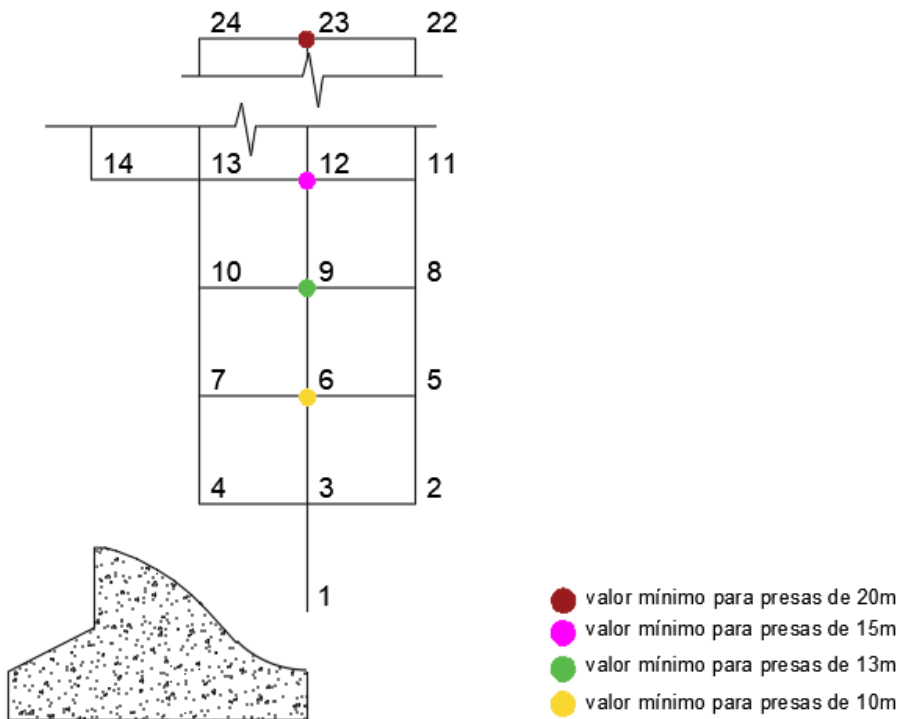 24 23 22
14 13 12 11
10 9 8
7 6 5
4 3 2
1
valor mínimo para presas de 20m
valor mínimo para presas de 15m
valor mínimo para presas de 13m
valor mínimo para presas de 10m